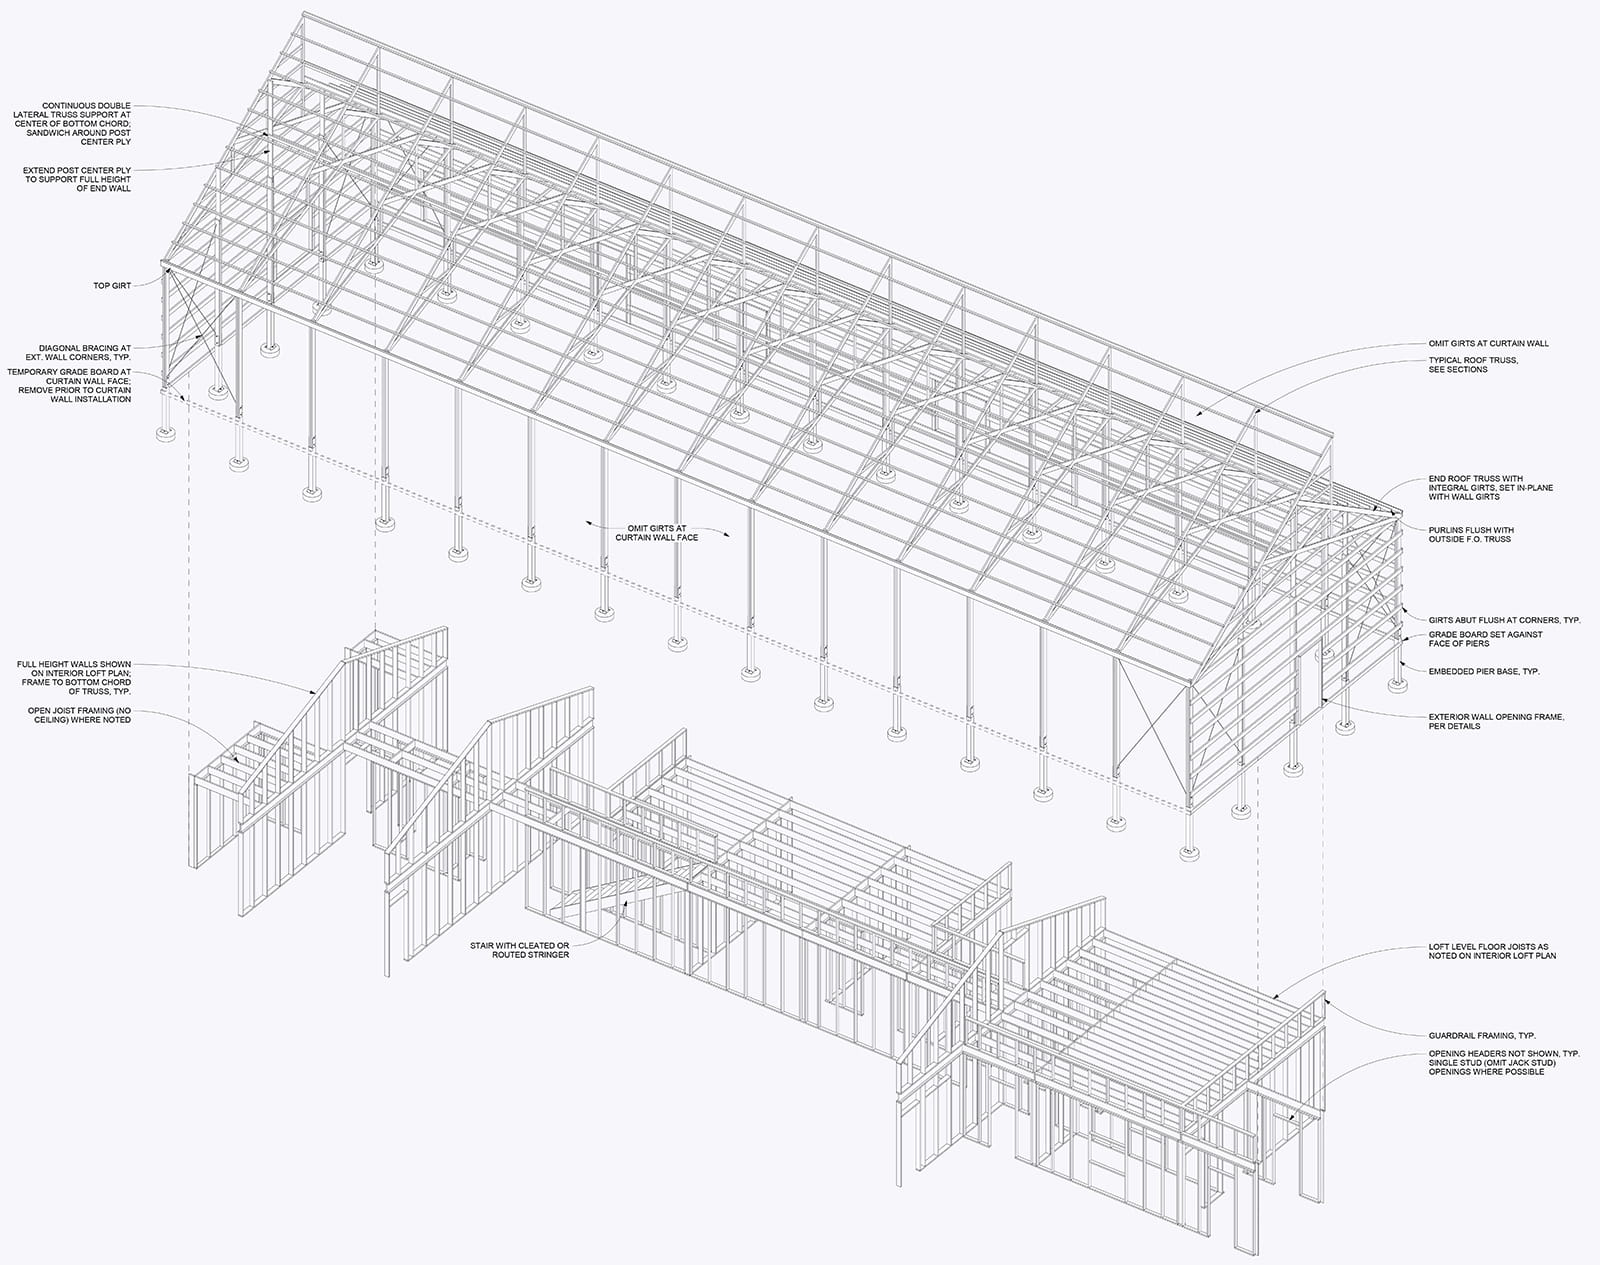 CONTINUOUS DOUBLE
LATERAL TRUSS SUPPORT AT
CENTER OF BOTTOM CHORD;
SANDWICH AROUND POST
CENTER PLY
EXTEND POST CENTER PLY
TO SUPPORT FULL HEIGHT
OF END WALL
TOP GIRT
DIAGONAL BRACING AT
EXT. WALL CORNERS, TYP.
TEMPORARY GRADE BOARD AT
CURTAIN WALL FACE;
REMOVE PRIOR TO CURTAIN
WALL INSTALLATION
OMIT GIRTS AT CURTAIN WALL
TYPICAL ROOF TRUSS,
SEE SECTIONS
END ROOF TRUSS WITH
INTEGRAL GIRTS, SET IN-PLANE
WITH WALL GIRTS
PURLINS FLUSH WITH
OUTSIDE F.O. TRUSS
OMIT GIRTS AT
CURTAIN WALL FACE
GIRTS ABUT FLUSH AT CORNERS, TYP.
GRADE BOARD SET AGAINST
FACE OF PIERS
EMBEDDED PIER BASE, TYP.
EXTERIOR WALL OPENING FRAME,
PER DETAILS
FULL HEIGHT WALLS SHOWN
ON INTERIOR LOFT PLAN;
FRAME TO BOTTOM CHORD
OF TRUSS, TYP.
OPEN JOIST FRAMING (NO
CEILING) WHERE NOTED
STAIR WITH CLEATED OR
ROUTED STRINGER
LOFT LEVEL FLOOR JOISTS AS
NOTED ON INTERIOR LOFT PLAN
GUARDRAIL FRAMING, TYP.
OPENING HEADERS NOT SHOWN, TYP.
SINGLE STUD (OMIT JACK STUD)
OPENINGS WHERE POSSIBLE